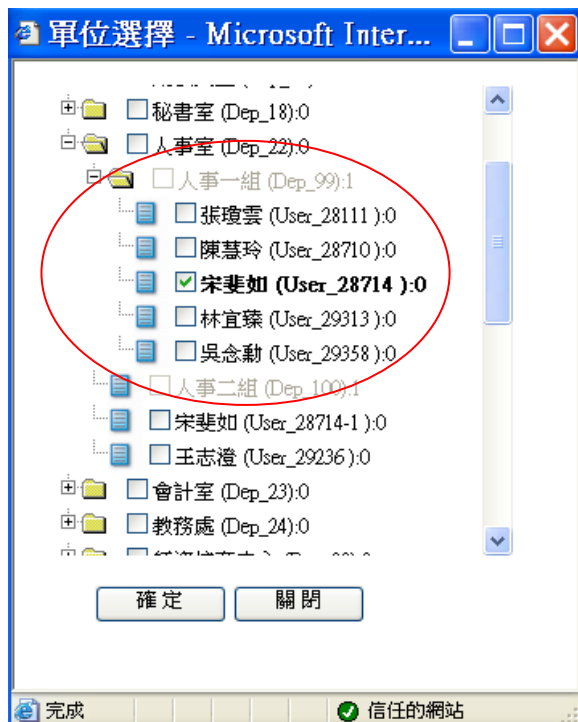 單位選擇 - Microsoft Inter...
秘書室 (Dep_18):0
人事室 (Dep_22):0
人事一組 (Dep_99):1
張瓊雲 (User_28111 ):0
陳慧玲 (User_28710 ):0
宋斐如 (User_28714 ):0
林宜臻 (User_29313 ):0
吳念勳 (User_29358 ):0
人事二組 (Dep_100):1
宋斐如 (User_28714-1 ):0
王志澄 (User_29236 ):0
會計室 (Dep_23):0
教務處 (Dep_24):0
確定 關閉
完成 信任的網站